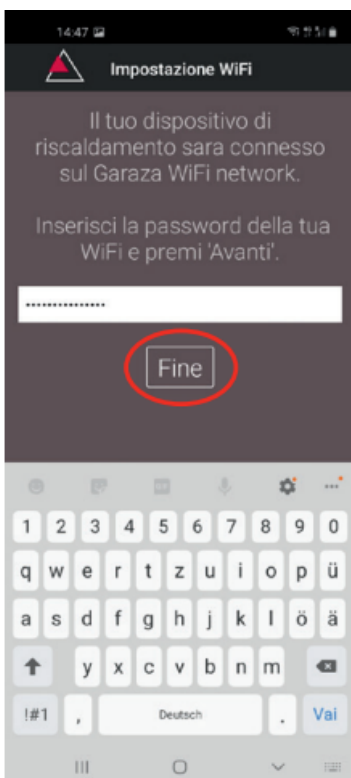 14:47
Impostazione WiFi
Il tuo dispositivo di
riscaldamento sara connesso
sul Garaza WiFi network.
Inserisci la password della tua
WiFi e premi 'Avanti'.
Fine
1 2 3 4 5 6 7 8 9 0
q w e r t z u i o p ü
a s d f g h j k l ö ä
y x c v b n m
!#1 , Deutsch . Vai